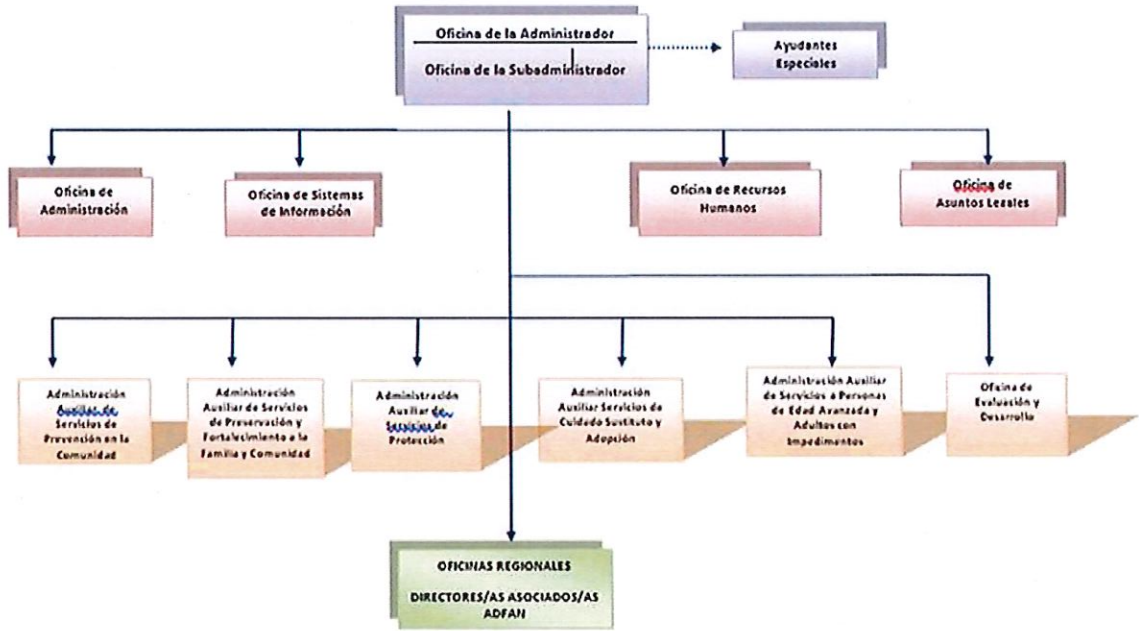 Oficina de la Administrador
Oficina de la Subadministrador
Ayudantes
Especiales
Oficina de
Administración
Oficina de Sistemas
de Información
Oficina de Recursos
Humanos
Oficina de
Asuntos Legales
Administración
Auxiliar de
Servicios de
Prevención en la
Comunidad
Administración
Auxiliar de Servicios
de Preservación y
Fortalecimiento a la
Familia y Comunidad
Administración
Auxiliar de
Servicios de
Protección
Administración
Auxiliar Servicios de
Cuidado Sustituto y
Adopción
Administración Auxiliar
de Servicios a Personas
de Edad Avanzada y
Adultos con
Impedimentos
Oficina de
Evaluación y
Desarrollo
OFICINAS REGIONALES
DIRECTORES/AS ASOCIADOS/AS
ADFAN